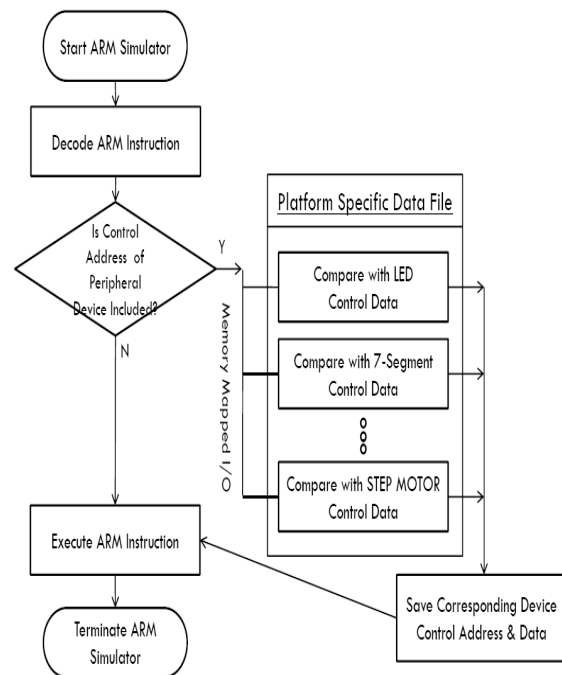 Start ARM Simulator
Decode ARM Instruction
Is Control
Address of
Peripheral
Device Included?
Y
N
Memory Mapped I/O
Platform Specific Data File
Compare with LED
Control Data
Compare with 7-Segment
Control Data
Compare with STEP MOTOR
Control Data
Execute ARM Instruction
Save Corresponding Device
Control Address & Data
Terminate ARM
Simulator